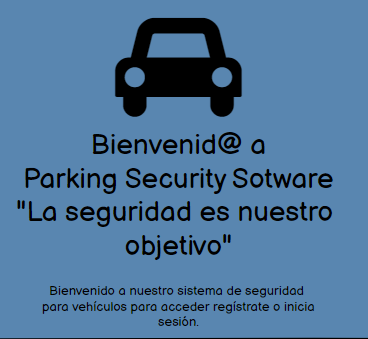 Bienvenid@ a
Parking Security Sotware
"La seguridad es nuestro
objetivo"
Bienvenido a nuestro sistema de seguridad
para vehículos para acceder regístrate o inicia
sesión.